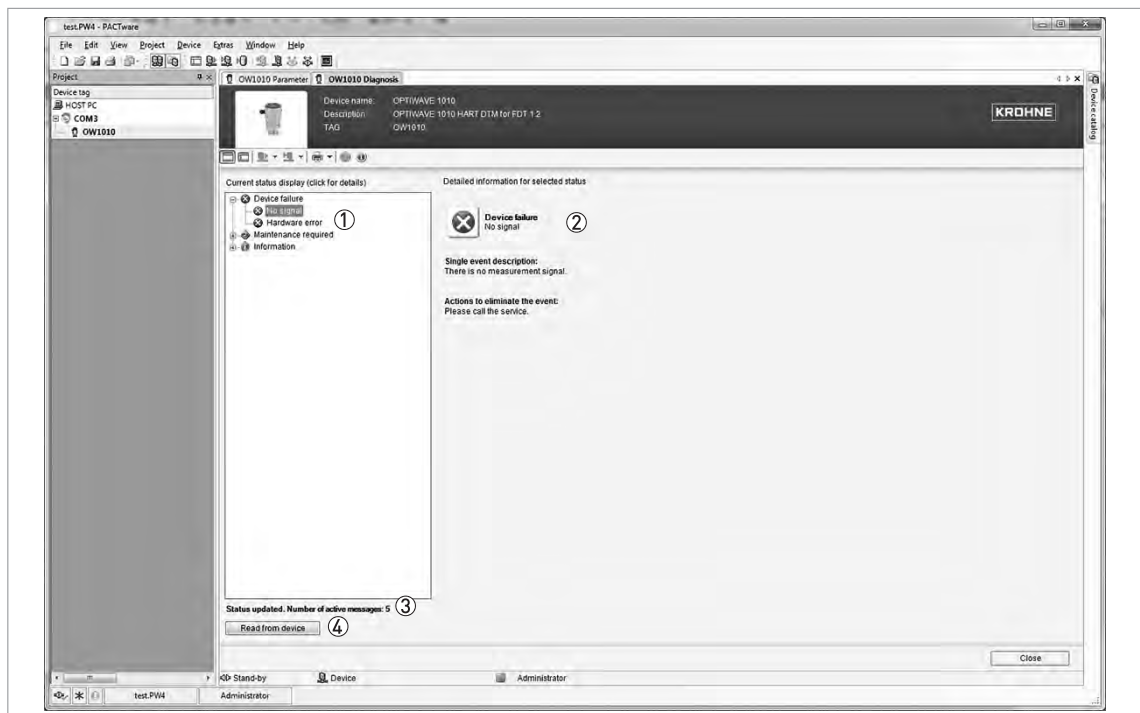 test.PW4 - PACTware
File Edit View Project Device Extras Window Help
Project
Device tag
HOST PC
COM3
OW1010
OW1010 Parameter OW1010 Diagnosis
Device name: OPTIWAVE 1010
Description: OPTIWAVE 1010 HART DTM for FDT 1.2
TAG OW1010
KROHNE
Device catalog
Current status display (click for details)
Device failure
No signal
Hardware error
Maintenance required
Information
①
Detailed information for selected status
Device failure
No signal
②
Single event description:
There is no measurement signal.
Actions to eliminate the event:
Please call the service.
Status updated. Number of active messages: 5 ③
Read from device ④
Close
Stand-by Device Administrator
test.PW4 Administrator